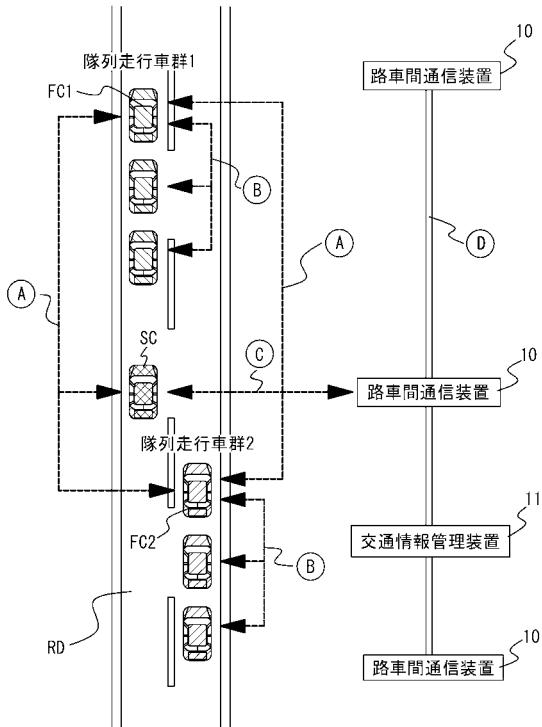 10
路車間通信装置
隊列走行車群1
FC1
B
D
A
A
SC
C
10
路車間通信装置
隊列走行車群2
11
交通情報管理装置
FC2
B
RD
10
路車間通信装置